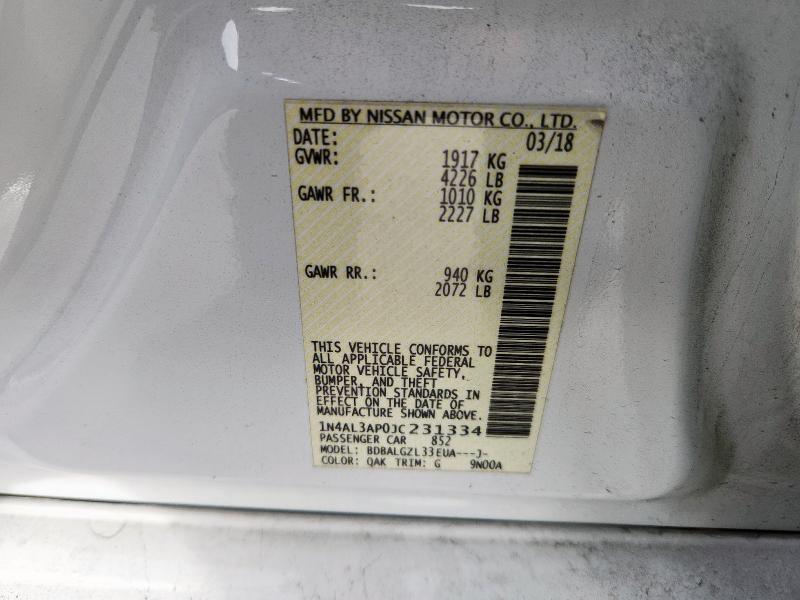 MFD BY NISSAN MOTOR CO., LTD.
DATE: 03/18
GVWR: 1917 KG
4226 LB
GAWR FR.: 1010 KG
2227 LB
GAWR RR.: 940 KG
2072 LB
THIS VEHICLE CONFORMS TO
ALL APPLICABLE FEDERAL
MOTOR VEHICLE SAFETY,
BUMPER, AND THEFT
PREVENTION STANDARDS IN
EFFECT ON THE DATE OF
MANUFACTURE SHOWN ABOVE.
1N4AL3AP0JC231334
PASSENGER CAR 852
MODEL: BDBALGZL33EUA---J-
COLOR: QAK TRIM: G 9N00A